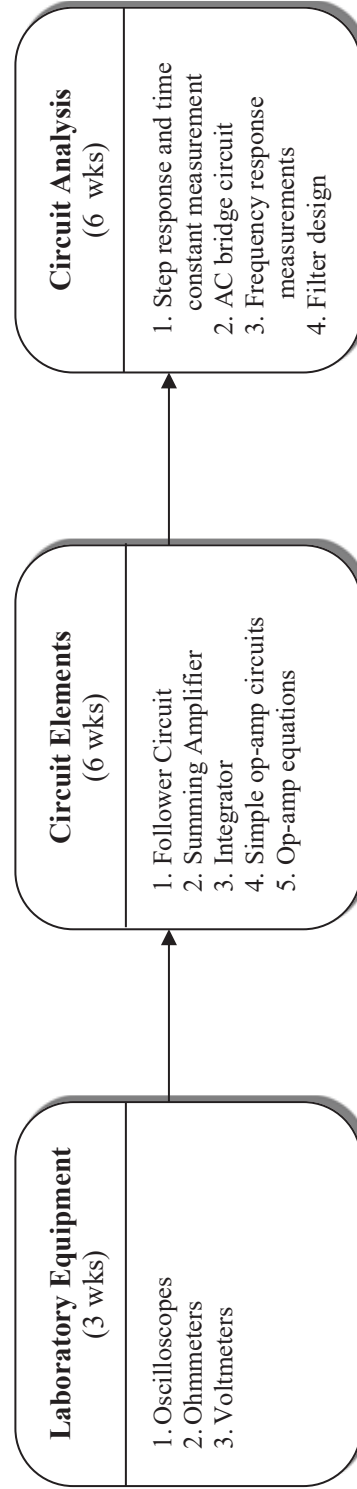 Laboratory Equipment
(3 wks)
1. Oscilloscopes
2. Ohmmeters
3. Voltmeters
Circuit Elements
(6 wks)
1. Follower Circuit
2. Summing Amplifier
3. Integrator
4. Simple op-amp circuits
5. Op-amp equations
Circuit Analysis
(6 wks)
1. Step response and time
constant measurement
2. AC bridge circuit
3. Frequency response
measurements
4. Filter design